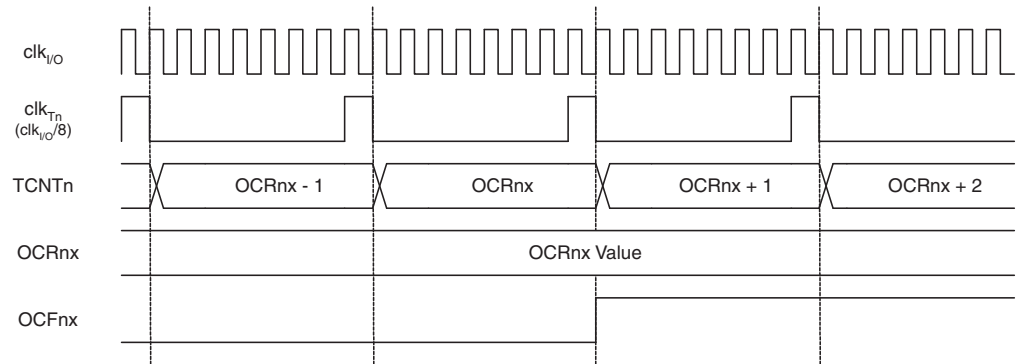 clkI/O
clkTn
(clkI/O/8)
TCNTn OCRnx - 1 OCRnx OCRnx + 1 OCRnx + 2
OCRnx OCRnx Value
OCFnx